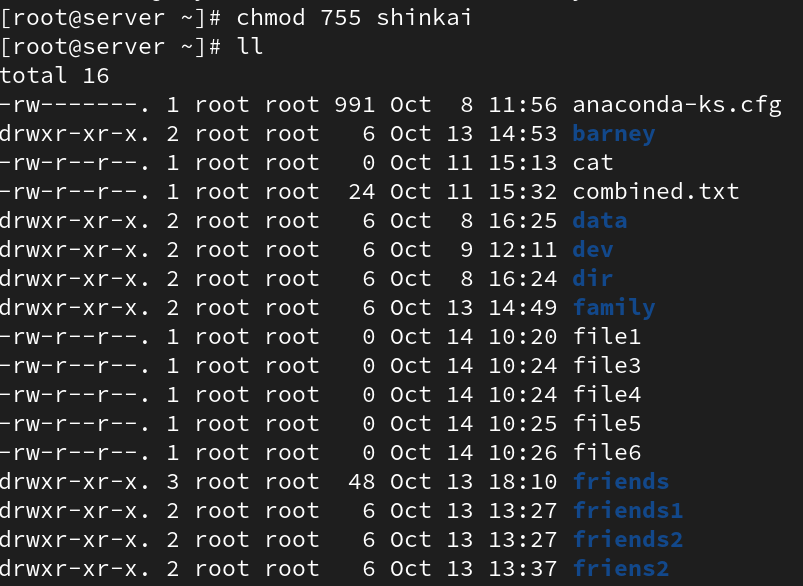 [root@server ~]# chmod 755 shinkai
[root@server ~]# ll
total 16
-rw-------. 1 root root 991 Oct  8 11:56 anaconda-ks.cfg
drwxr-xr-x. 2 root root   6 Oct 13 14:53 barney
-rw-r--r--. 1 root root   0 Oct 11 15:13 cat
-rw-r--r--. 1 root root  24 Oct 11 15:32 combined.txt
drwxr-xr-x. 2 root root   6 Oct  8 16:25 data
drwxr-xr-x. 2 root root   6 Oct  9 12:11 dev
drwxr-xr-x. 2 root root   6 Oct  8 16:24 dir
drwxr-xr-x. 2 root root   6 Oct 13 14:49 family
-rw-r--r--. 1 root root   0 Oct 14 10:20 file1
-rw-r--r--. 1 root root   0 Oct 14 10:24 file3
-rw-r--r--. 1 root root   0 Oct 14 10:24 file4
-rw-r--r--. 1 root root   0 Oct 14 10:25 file5
-rw-r--r--. 1 root root   0 Oct 14 10:26 file6
drwxr-xr-x. 3 root root  48 Oct 13 18:10 friends
drwxr-xr-x. 2 root root   6 Oct 13 13:27 friends1
drwxr-xr-x. 2 root root   6 Oct 13 13:27 friends2
drwxr-xr-x. 2 root root   6 Oct 13 13:37 friens2